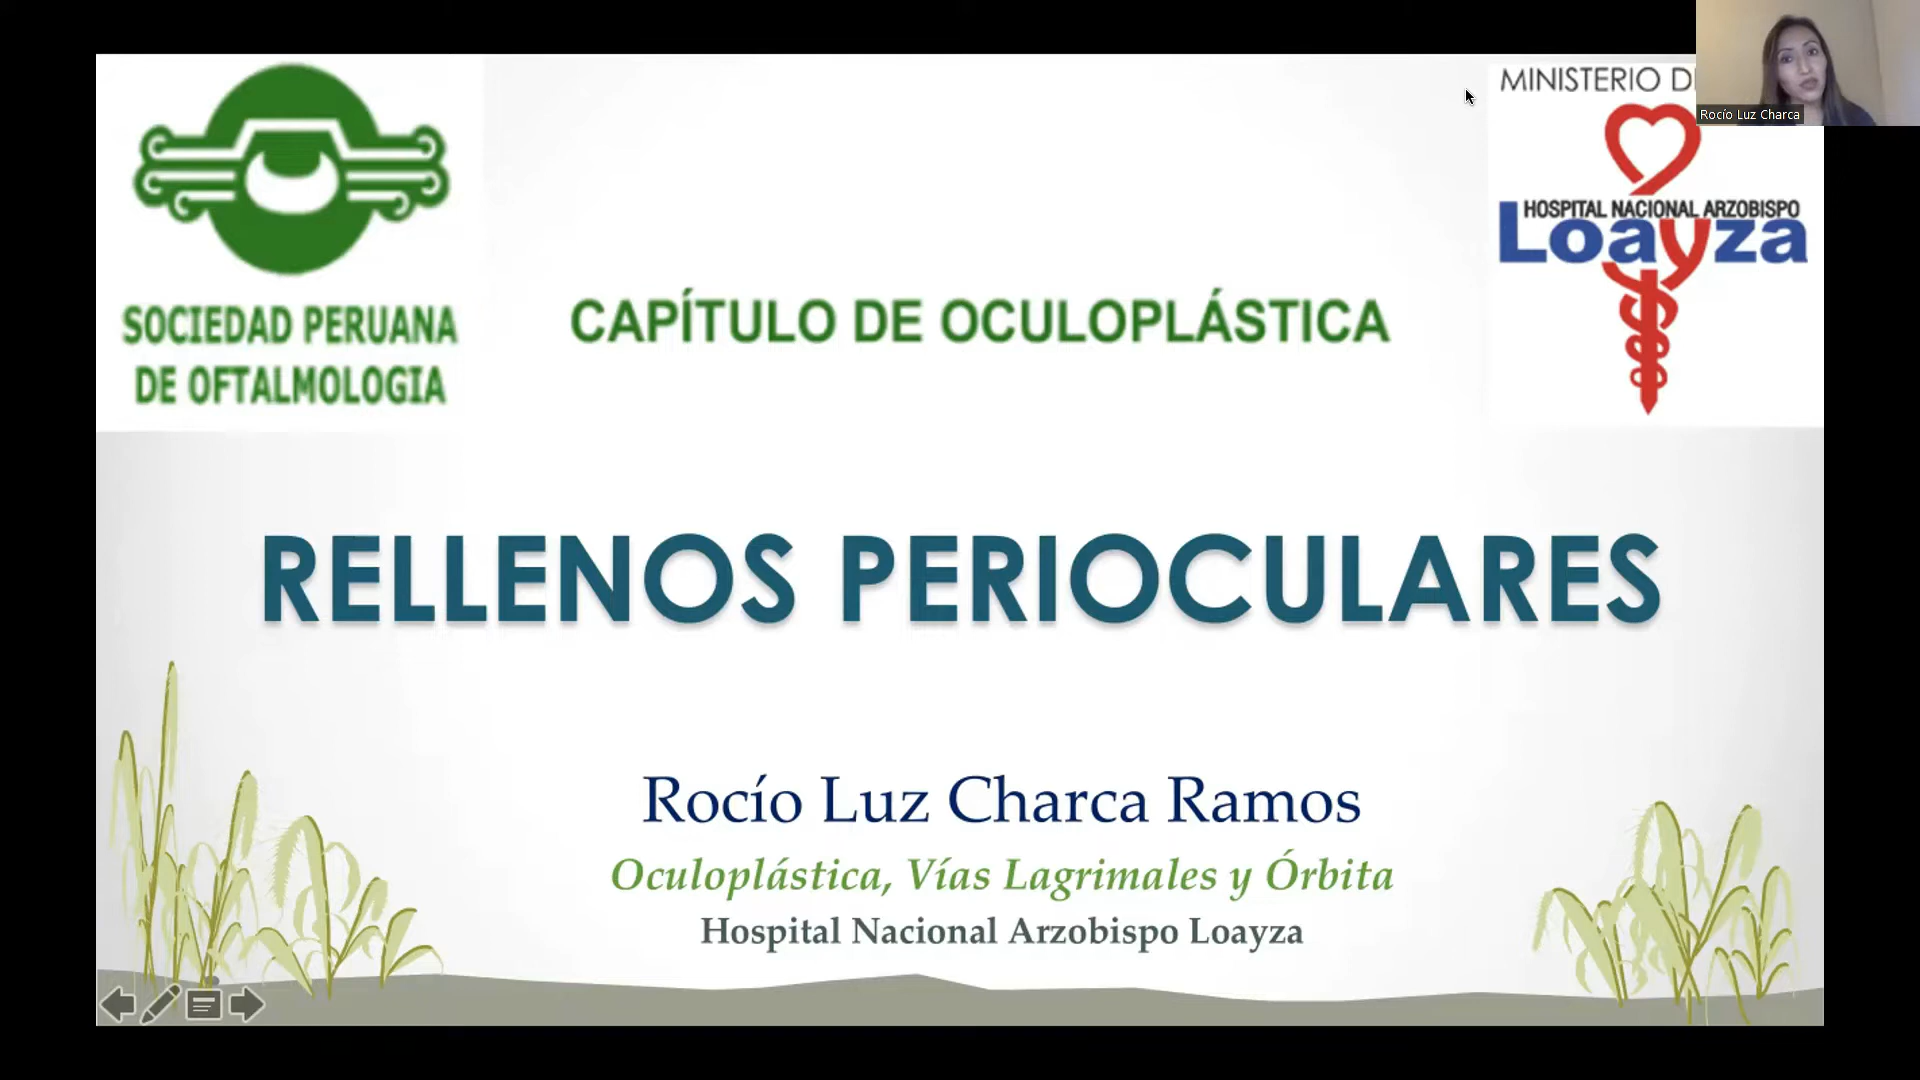 MINISTERIO DE
Rocío Luz Charca
HOSPITAL NACIONAL ARZOBISPO
Loayza
SOCIEDAD PERUANA
DE OFTALMOLOGIA
CAPÍTULO DE OCULOPLÁSTICA
RELLENOS PERIOCULARES
Rocío Luz Charca Ramos
Oculoplástica, Vías Lagrimales y Órbita
Hospital Nacional Arzobispo Loayza